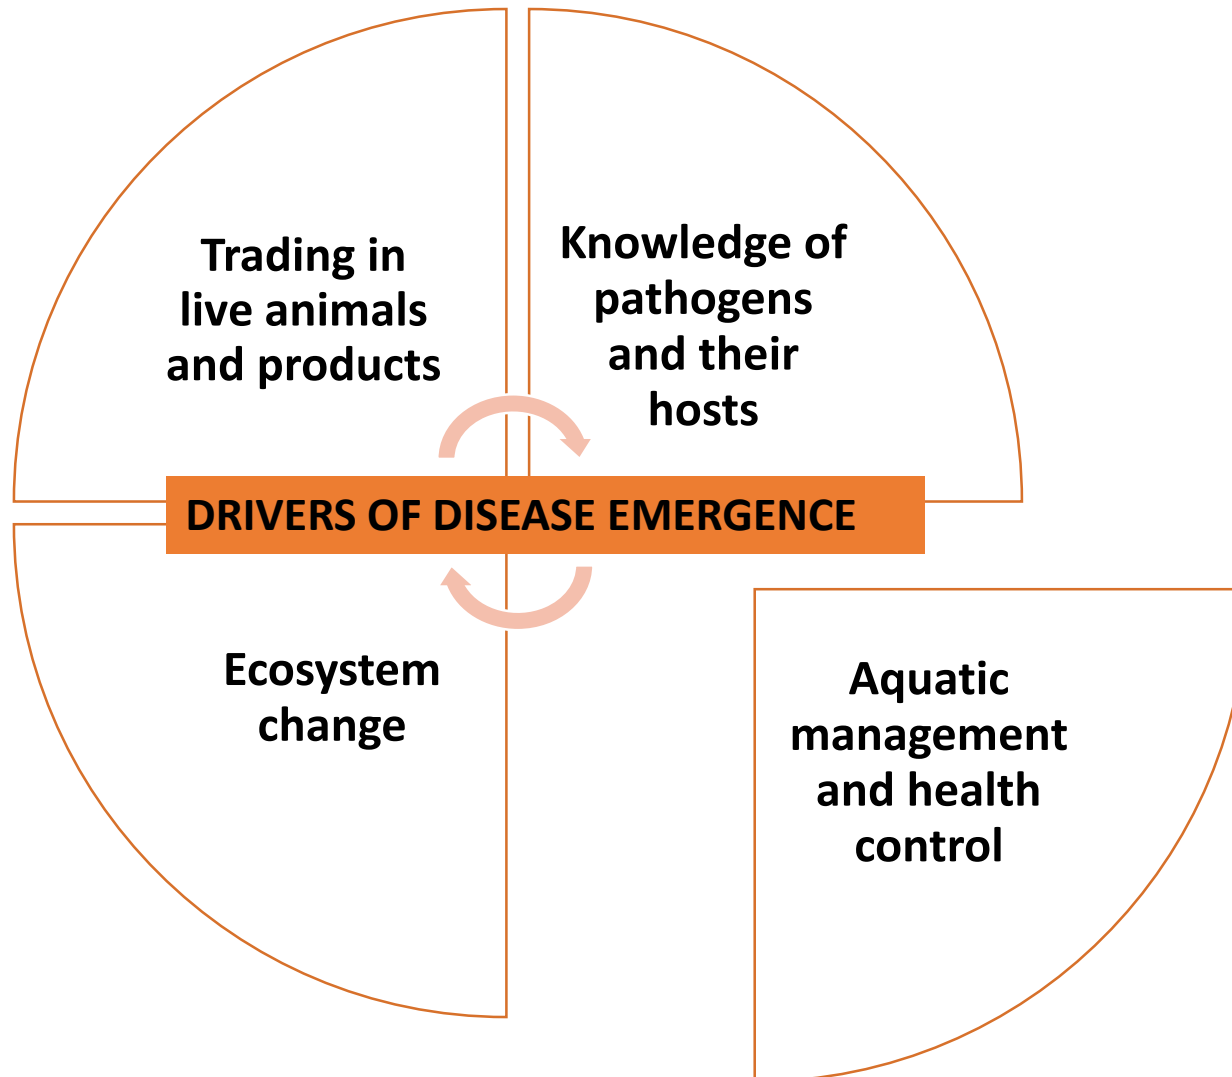 Trading in
live animals
and products
Knowledge of
pathogens
and their
hosts
DRIVERS OF DISEASE EMERGENCE
Ecosystem
change
Aquatic
management
and health
control